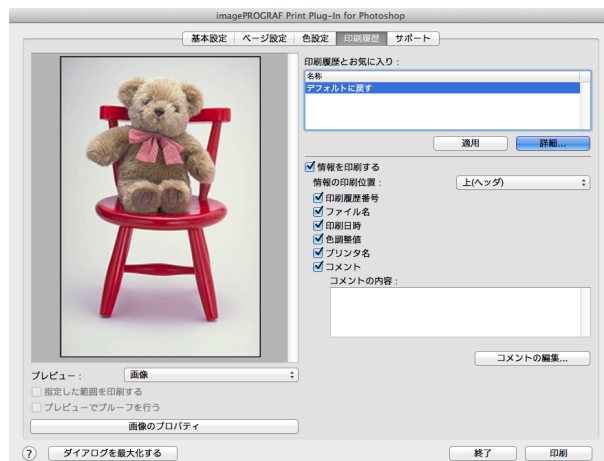 imagePROGRAF Print Plug-In for Photoshop
基本設定 ページ設定 色設定 印刷履歴 サポート
印刷履歴とお気に入り：
名称
デフォルトに戻す
適用 詳細...
情報を印刷する
情報の印刷位置： 上(ヘッダ)
印刷履歴番号
ファイル名
印刷日時
色調整値
プリンタ名
コメント
コメントの内容：
コメントの編集...
プレビュー： 画像
指定した範囲を印刷する
プレビューでプルーフを行う
画像のプロパティ
? ダイアログを最大化する 終了 印刷